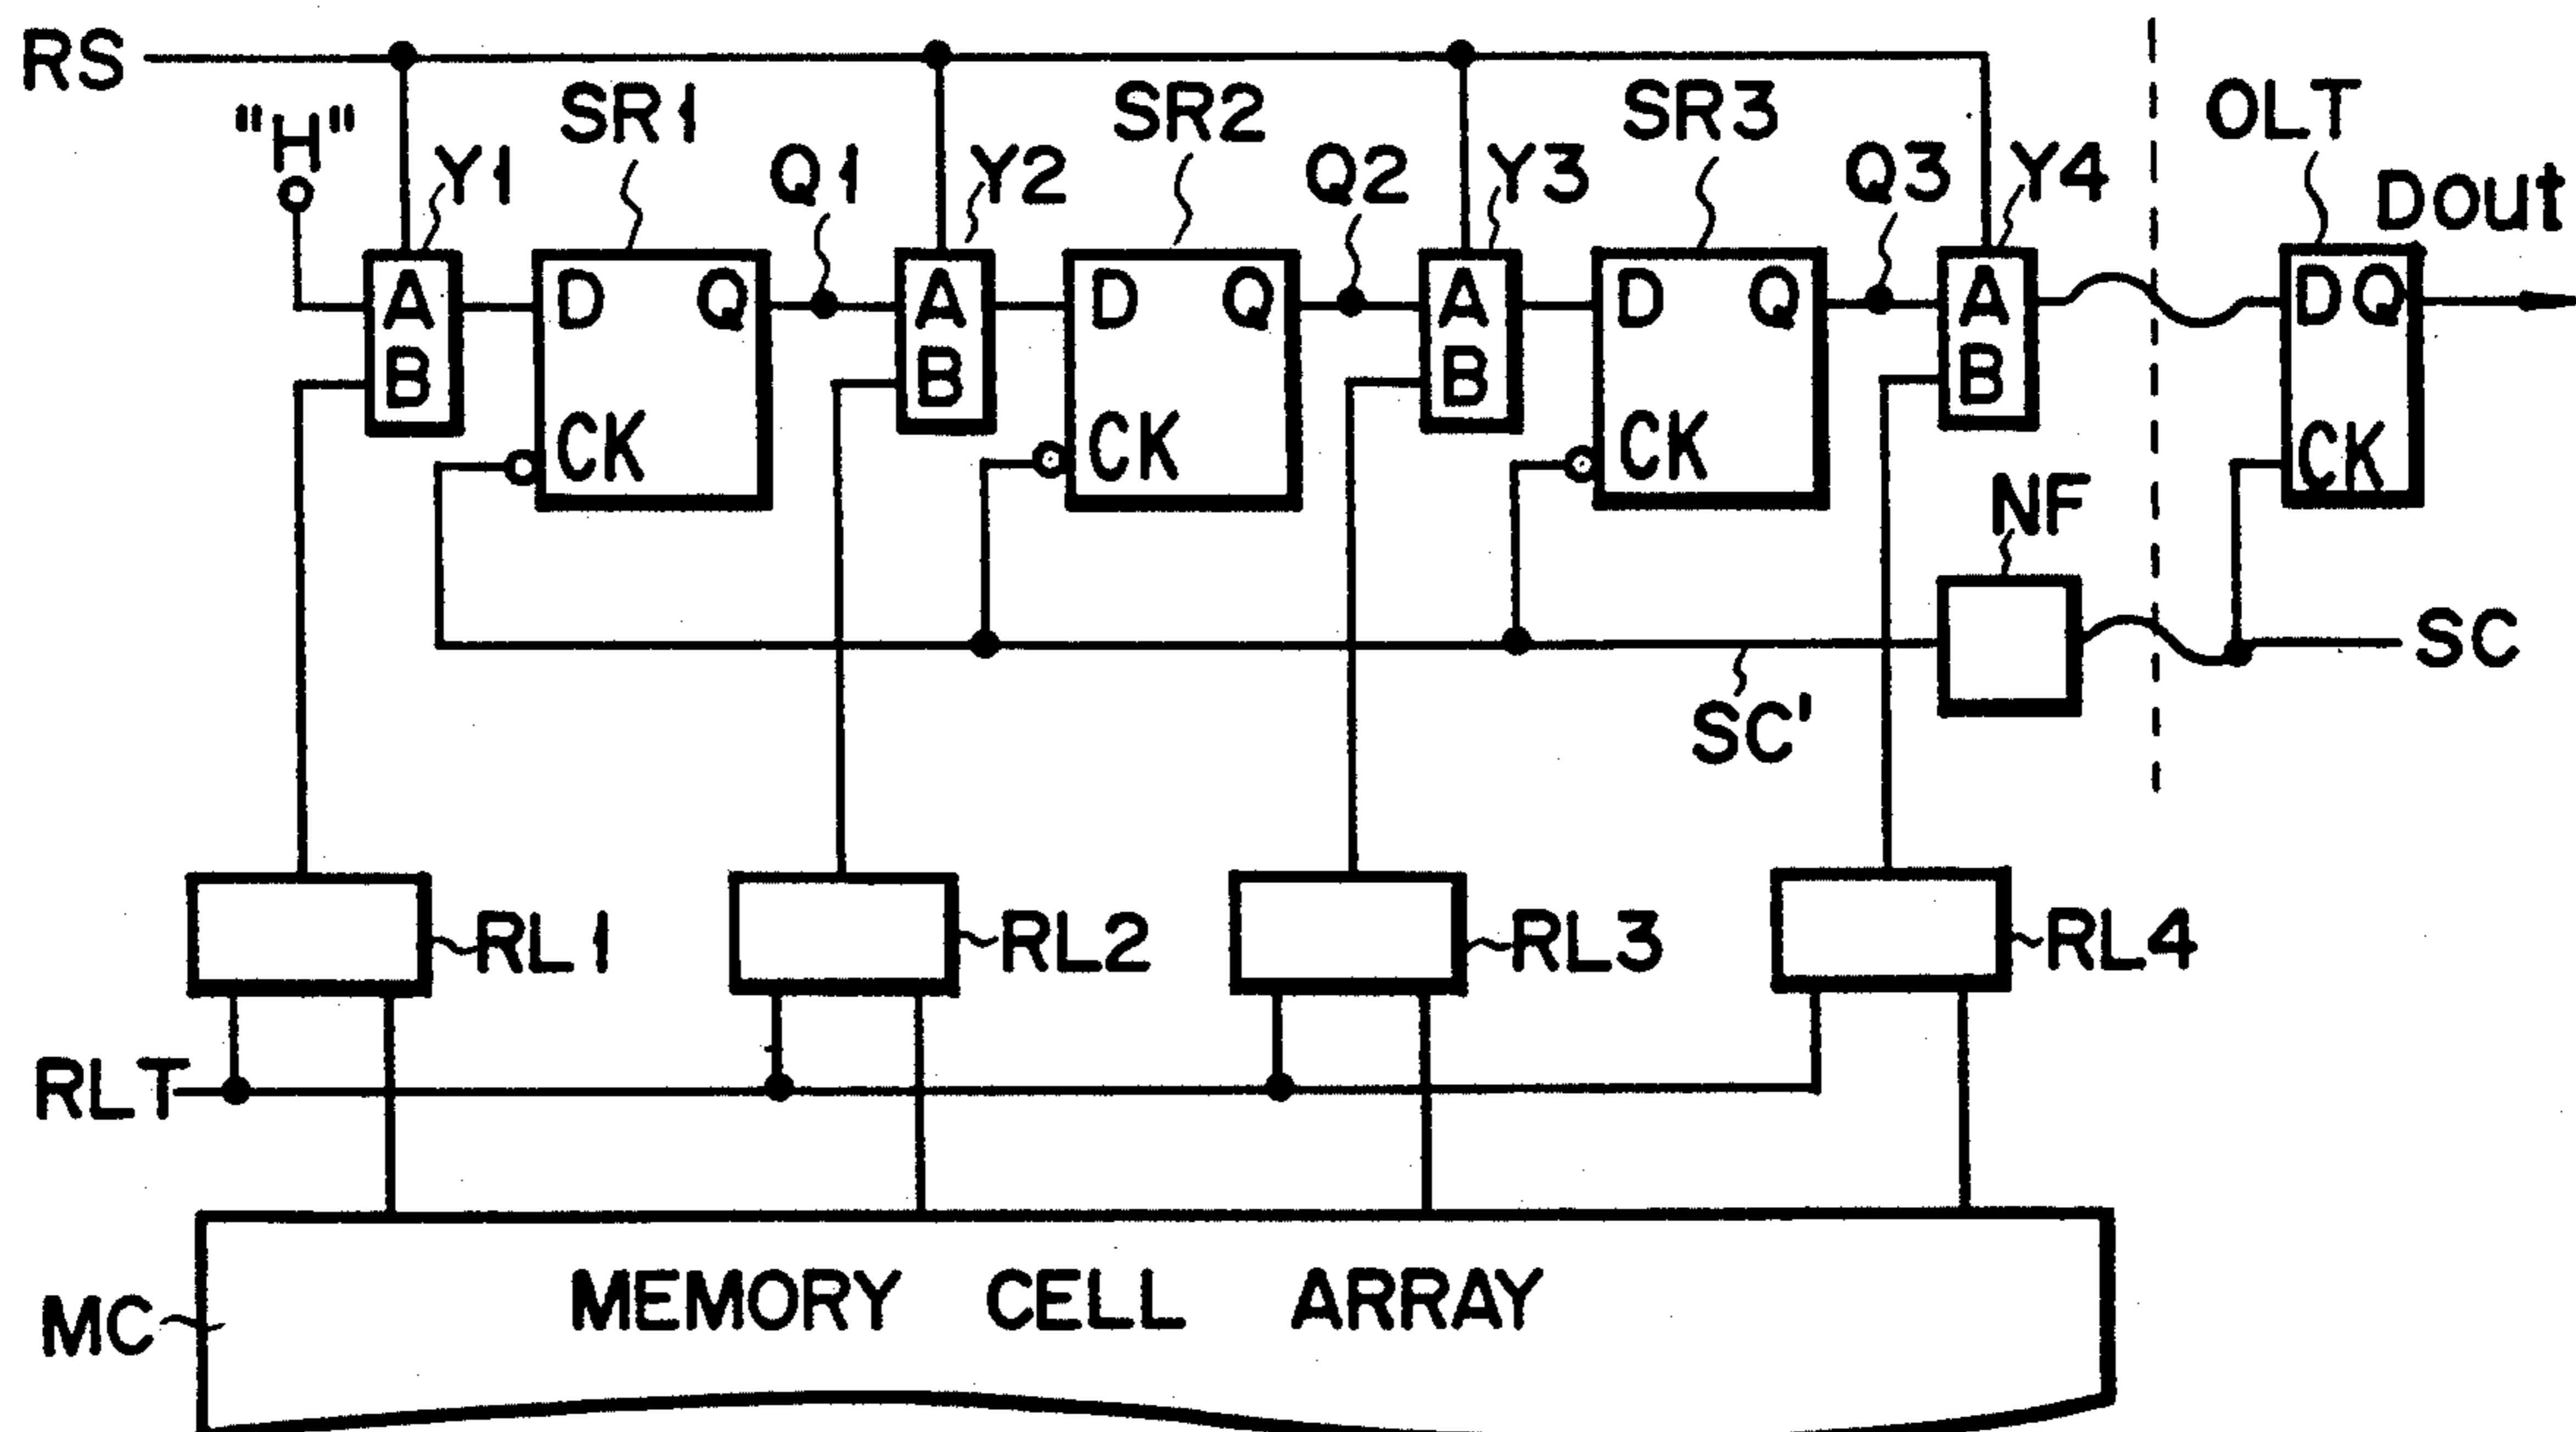 RS
"H"
Y1
SR1
Q1
Y2
SR2
Q2
Y3
SR3
Q3
Y4
OLT
Dout
A
B
D Q
CK
A
B
D Q
CK
A
B
D Q
CK
A
B
D Q
CK
NF
SC
SC'
RL1
RL2
RL3
RL4
RLT
MC
MEMORY CELL ARRAY